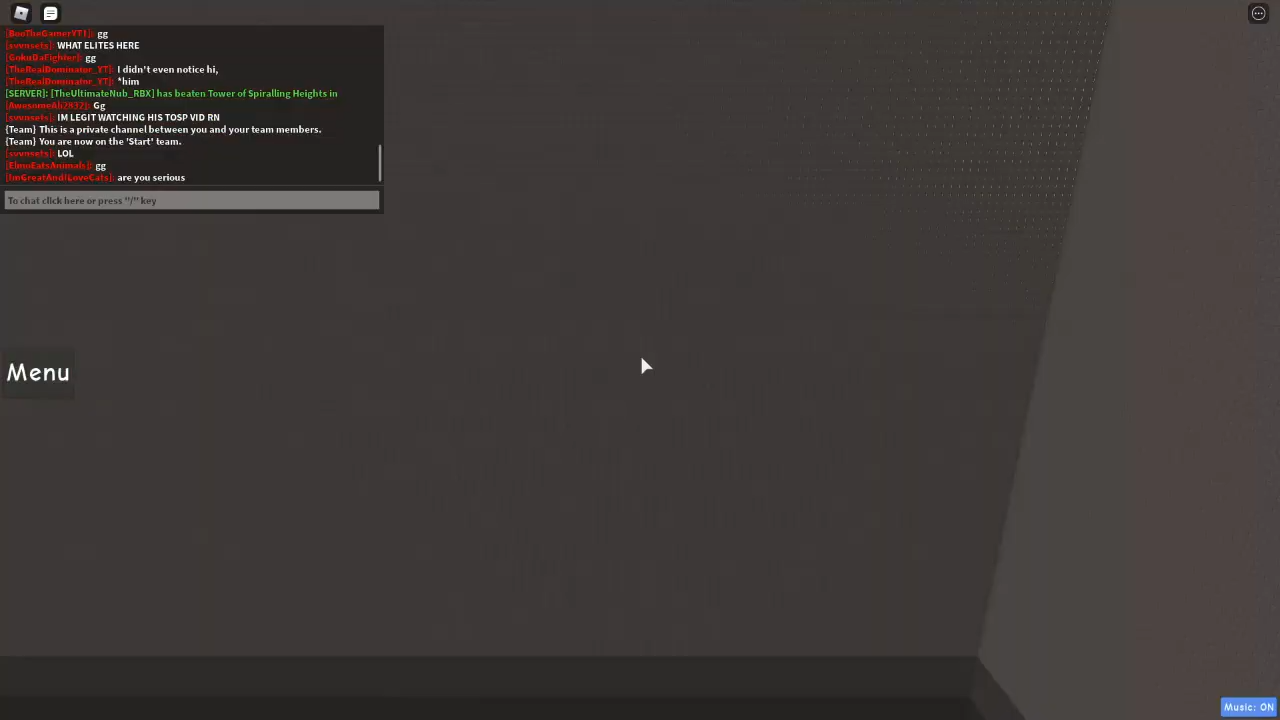 [BooTheGamerYT1]: gg
[svvnsets]: WHAT ELITES HERE
[GokuDaFighter]: gg
[TheRealDominator_YT]: I didn't even notice hi,
[TheRealDominator_YT]: *him
[SERVER]: [TheUltimateNub_RBX] has beaten Tower of Spiralling Heights in
[AwesomeAli2832]: Gg
[svvnsets]: IM LEGIT WATCHING HIS TOSP VID RN
{Team} This is a private channel between you and your team members.
{Team} You are now on the 'Start' team.
[svvnsets]: LOL
[ElmuEatsAnimals]: gg
[ImGreatAndILoveCats]: are you serious
To chat click here or press "/" key
Menu
Music: ON